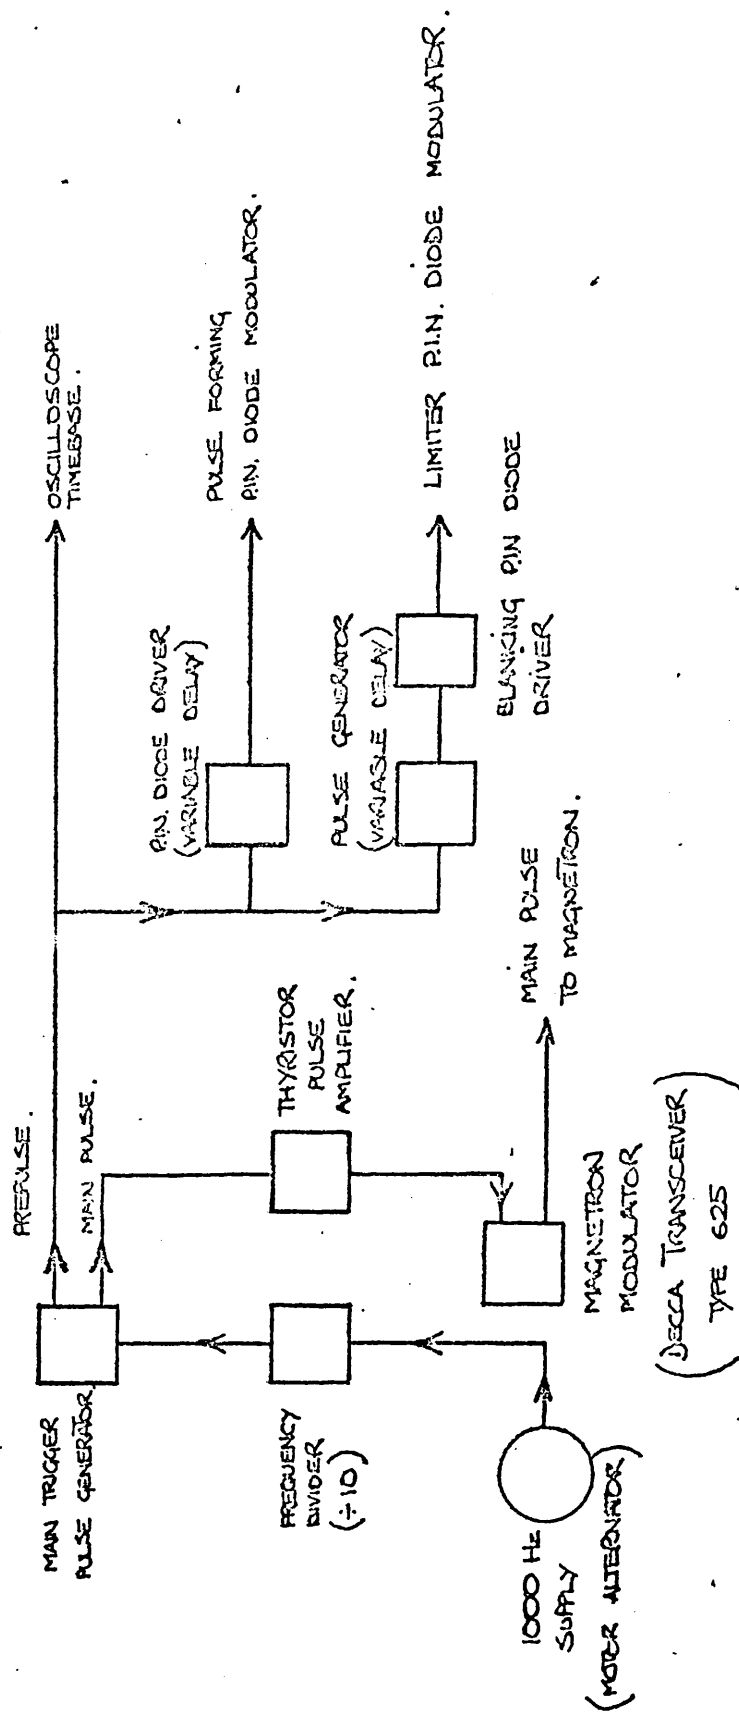 PREPULSE.
MAIN PULSE.
OSCILLOSCOPE
TIMEBASE.
MAIN TRIGGER
PULSE GENERATOR.
P.I.N. DIODE DRIVER
(VARIABLE DELAY)
PULSE FORMING
P.I.N. DIODE MODULATOR.
THYRISTOR
PULSE
AMPLIFIER.
FREQUENCY
DIVIDER
(÷10)
PULSE GENERATOR
(VARIABLE DELAY)
LIMITER P.I.N. DIODE MODULATOR.
BLANKING P.I.N DIODE
DRIVER
MAIN PULSE
TO MAGNETRON.
1000 Hz
SUPPLY
(MOTOR ALTERNATOR)
MAGNETRON
MODULATOR
(DECCA TRANSCEIVER
TYPE 625)